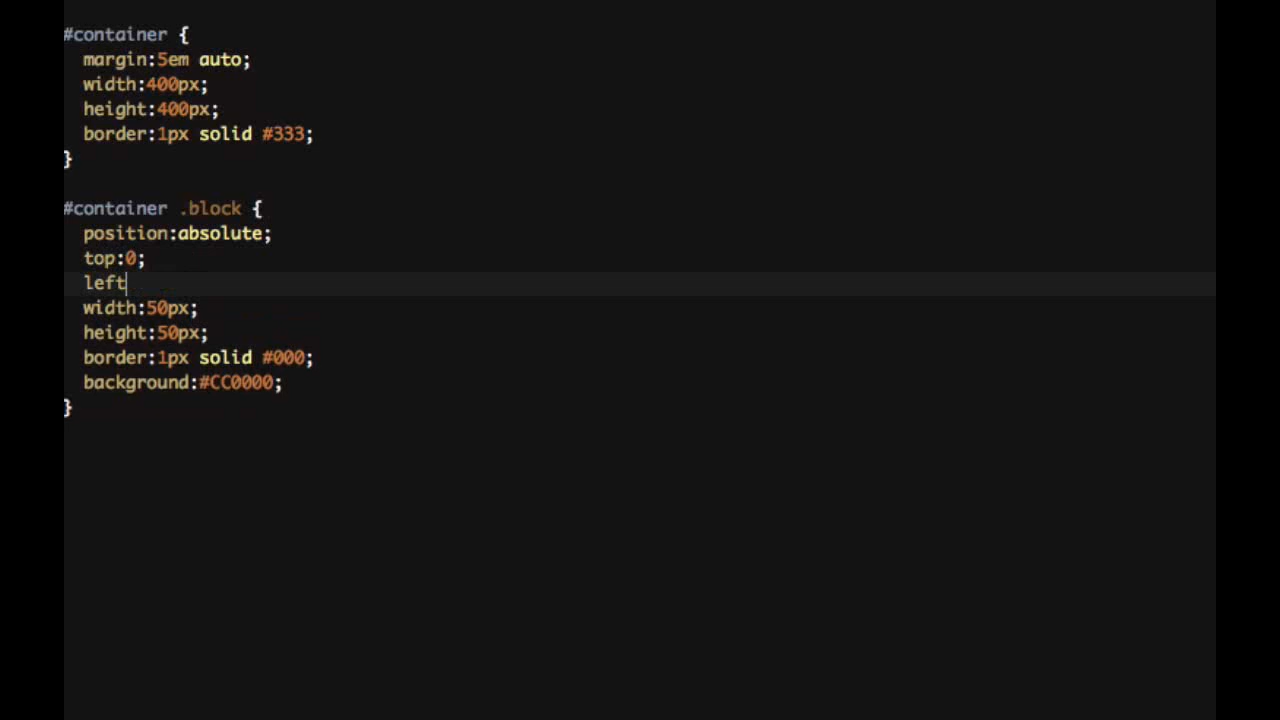 #container {
  margin:5em auto;
  width:400px;
  height:400px;
  border:1px solid #333;
}

#container .block {
  position:absolute;
  top:0;
  left
  width:50px;
  height:50px;
  border:1px solid #000;
  background:#CC0000;
}